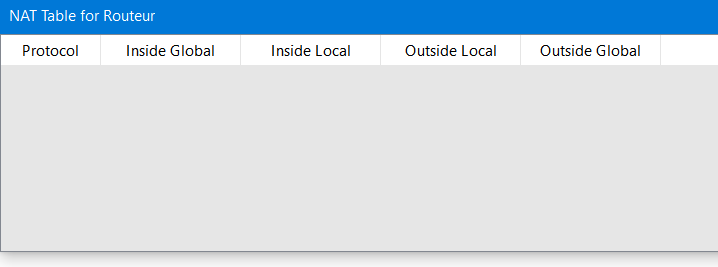 NAT Table for Routeur
Protocol Inside Global Inside Local Outside Local Outside Global